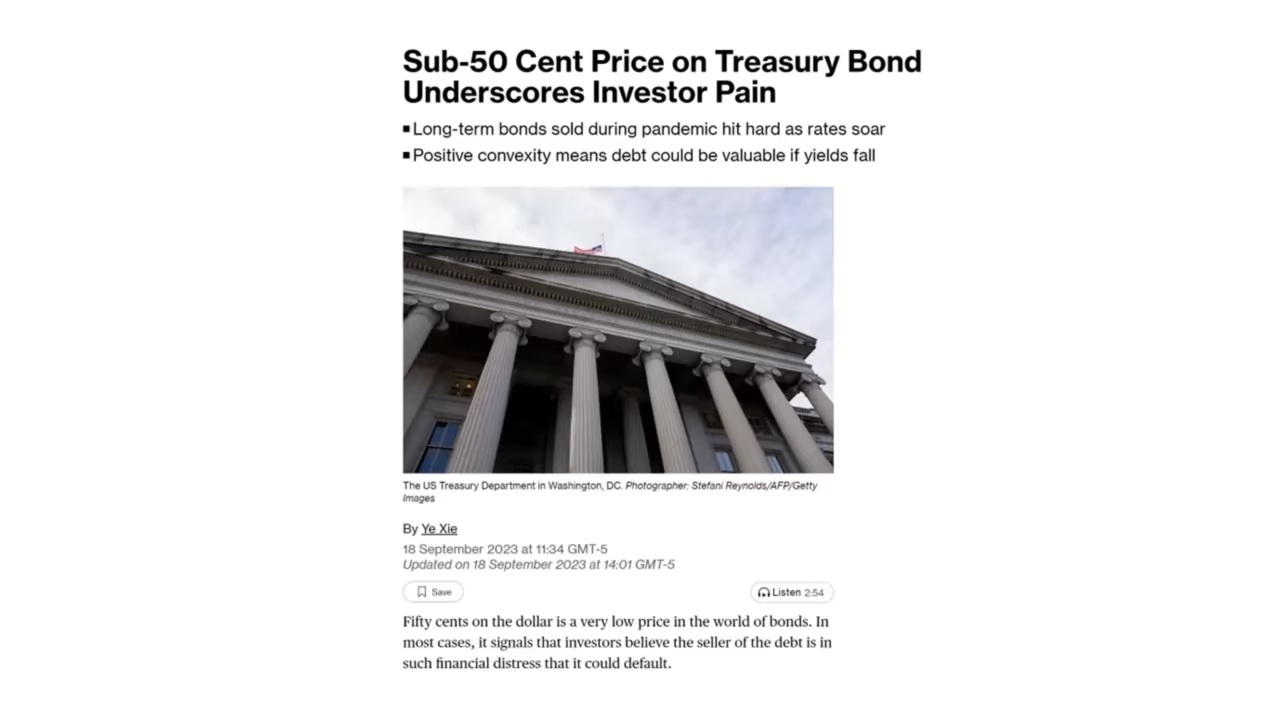 Sub-50 Cent Price on Treasury Bond
Underscores Investor Pain
▪ Long-term bonds sold during pandemic hit hard as rates soar
▪ Positive convexity means debt could be valuable if yields fall
The US Treasury Department in Washington, DC. Photographer: Stefani Reynolds/AFP/Getty
Images
By Ye Xie
18 September 2023 at 11:34 GMT-5
Updated on 18 September 2023 at 14:01 GMT-5
Save
Listen 2:54
Fifty cents on the dollar is a very low price in the world of bonds. In
most cases, it signals that investors believe the seller of the debt is in
such financial distress that it could default.